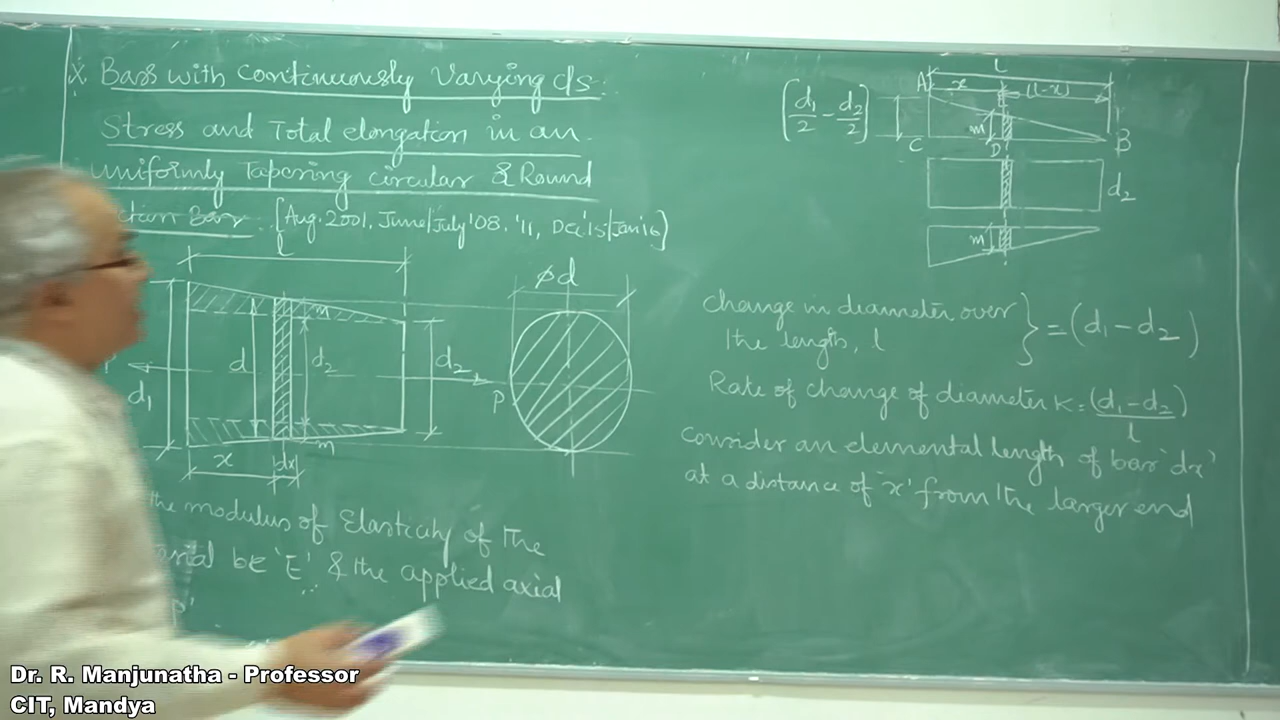 X. Bars with Continuously Varying c/s.
Stress and Total elongation in an
uniformly Tapering circular & Round
ction Bar. [Aug. 2001, June/July '08, '11, Dec '15/Jan 16)
l
d1
P
d
d2
m
m
d2
P
x
dx
ϕd
the modulus of Elasticity of the
rial be 'E' & the applied axial
'P'
[d1/2 - d2/2]
l
A
x
(l-x)
m
C
D
B
d2
m
Change in diameter over
the length, l
} = (d1 - d2)
Rate of change of diameter K = (d1 - d2)/l
Consider an elemental length of bar 'dx'
at a distance of 'x' from the larger end
Dr. R. Manjunatha - Professor
CIT, Mandya